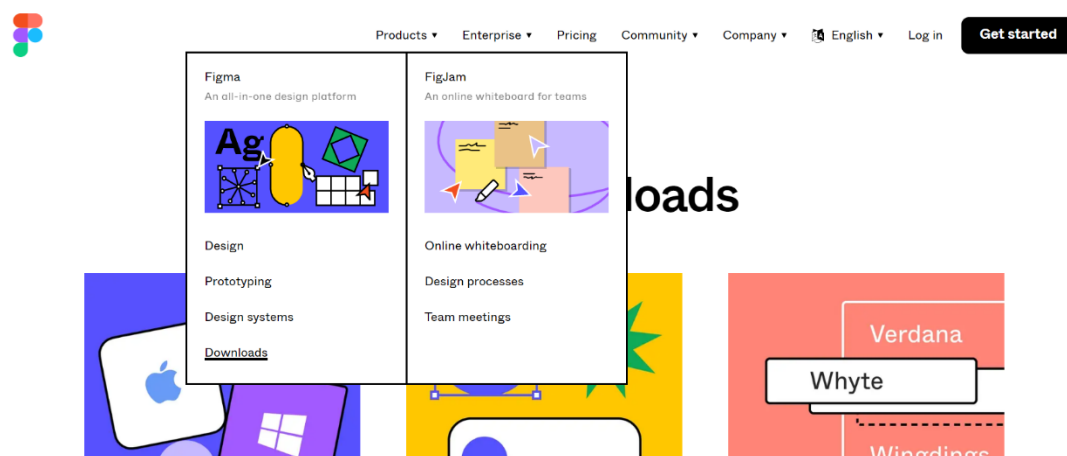 Products ▾ Enterprise ▾ Pricing Community ▾ Company ▾ English ▾ Log in Get started
Figma
An all-in-one design platform
Ag
Design
Prototyping
Design systems
Downloads
FigJam
An online whiteboard for teams
Online whiteboarding
Design processes
Team meetings
loads
Verdana
Whyte
Wingdings